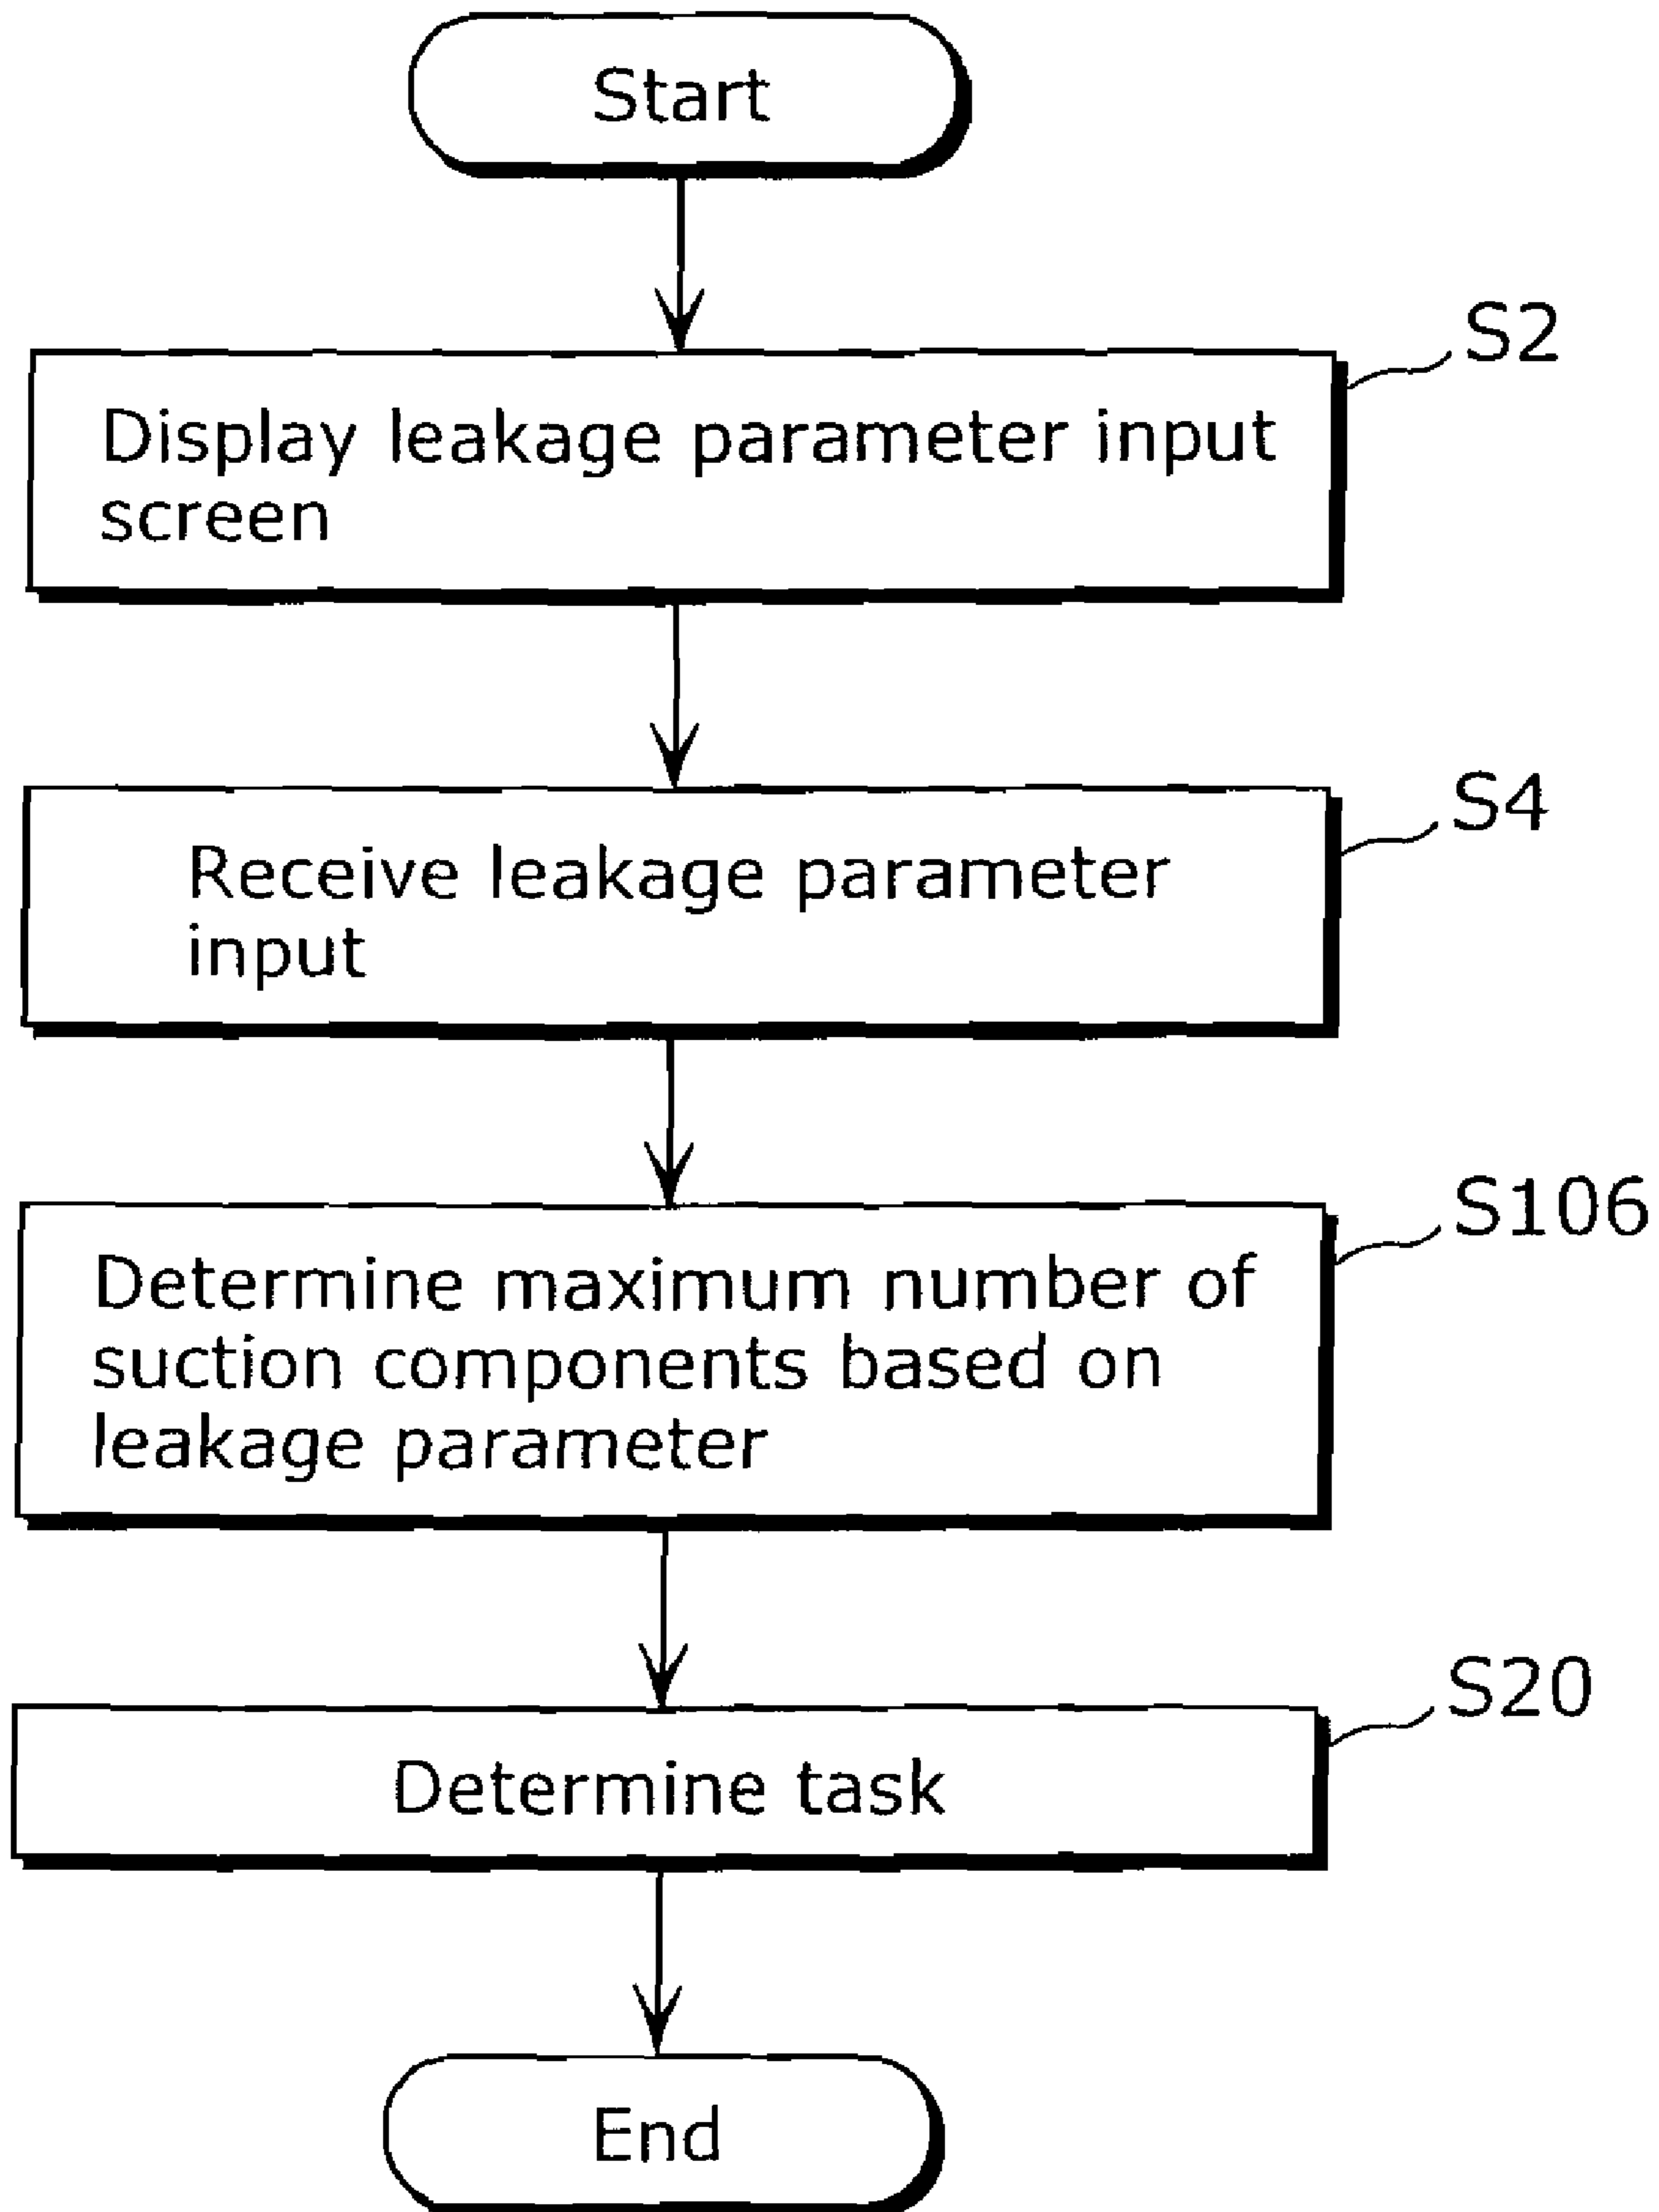 Start
S2
Display leakage parameter input
screen
S4
Receive leakage parameter
input
S106
Determine maximum number of
suction components based on
leakage parameter
S20
Determine task
End